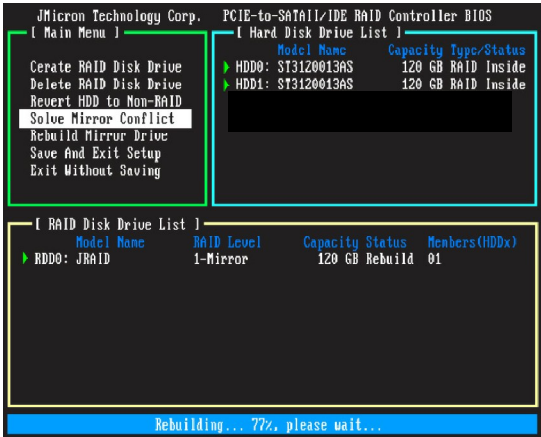 JMicron Technology Corp. PCIE-to-SATAII/IDE RAID Controller BIOS
[ Main Menu ]
Cerate RAID Disk Drive
Delete RAID Disk Drive
Revert HDD to Non-RAID
Solve Mirror Conflict
Rebuild Mirror Drive
Save And Exit Setup
Exit Without Saving
[ Hard Disk Drive List ]
Model Name Capacity Type/Status
HDD0: ST3120013AS 120 GB RAID Inside
HDD1: ST3120013AS 120 GB RAID Inside
[ RAID Disk Drive List ]
Model Name RAID Level Capacity Status Members(HDDx)
RDD0: JRAID 1-Mirror 120 GB Rebuild 01
Rebuilding... 77%, please wait...